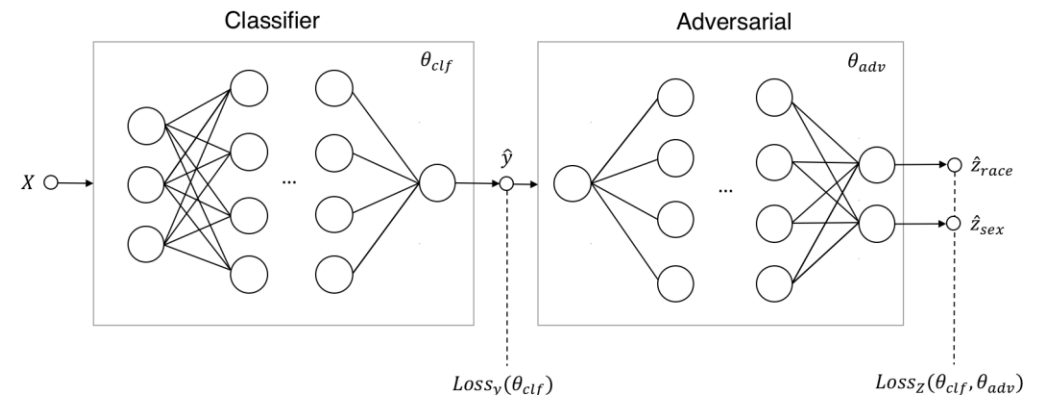 Classifier
Adversarial
θ_clf
θ_adv
X
...
ŷ
...
ẑ_race
ẑ_sex
Loss_y(θ_clf)
Loss_Z(θ_clf, θ_adv)